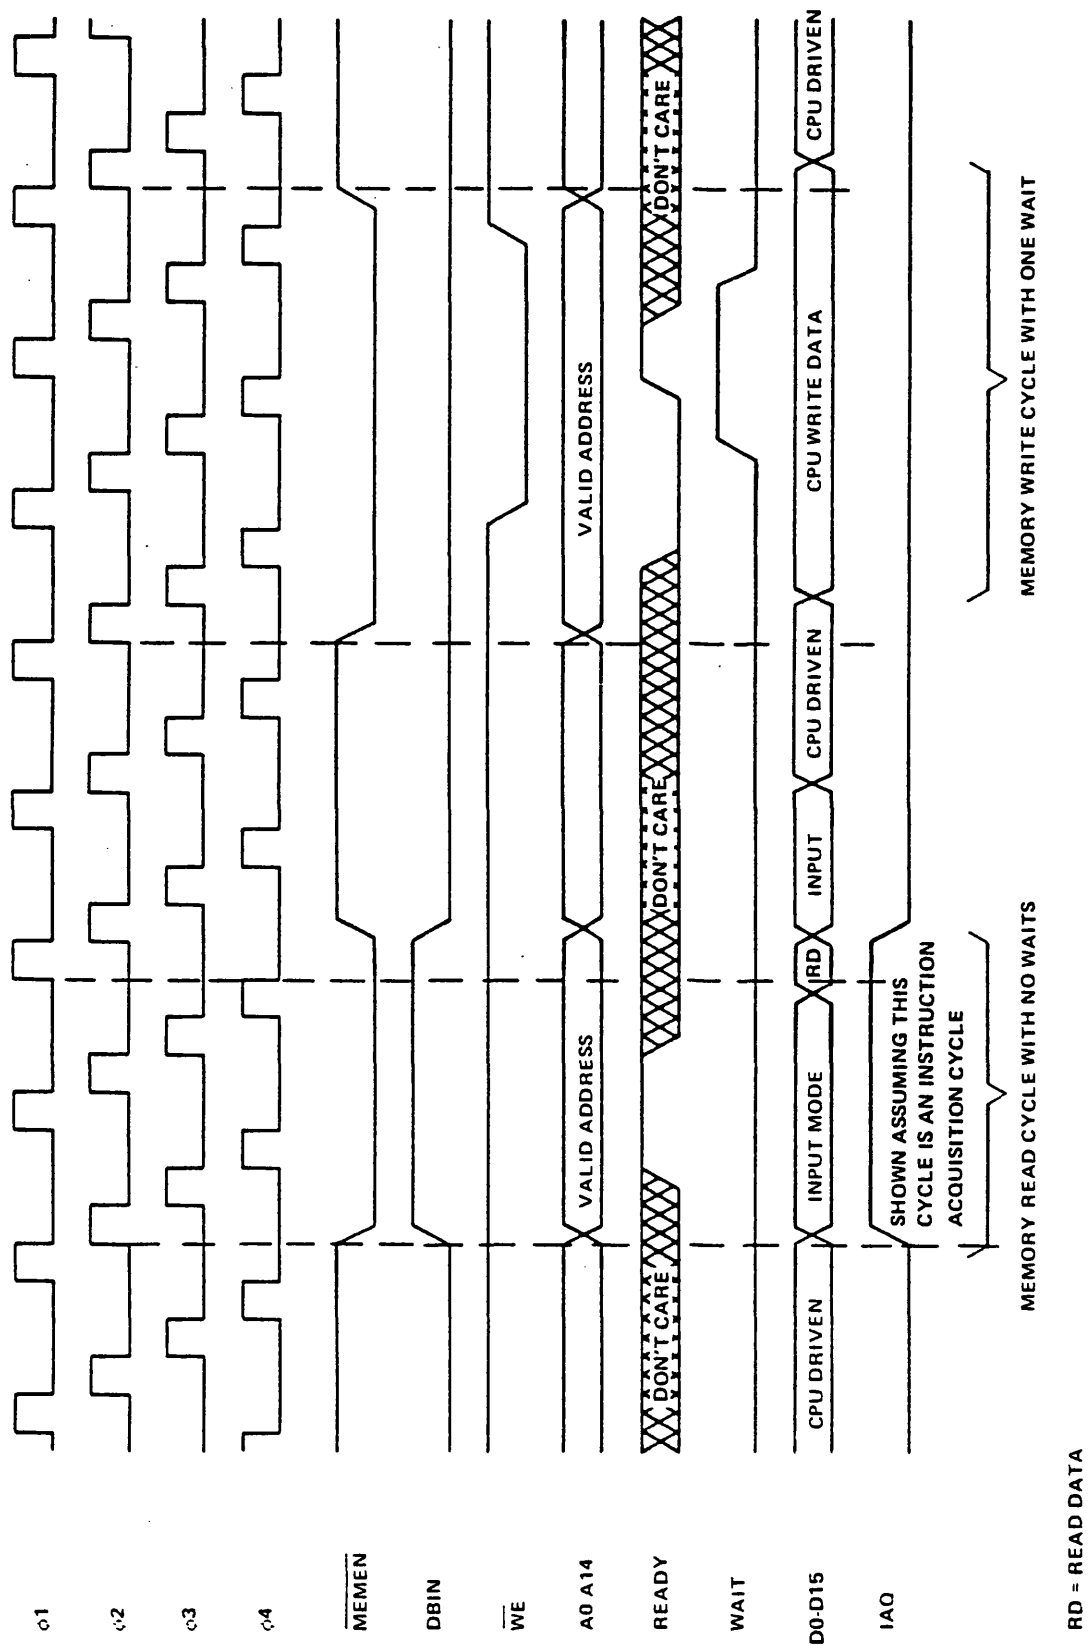 φ1
φ2
φ3
φ4
MEMEN
DBIN
WE
A0 A14
VALID ADDRESS
VALID ADDRESS
READY
DON'T CARE
DON'T CARE
DON'T CARE
WAIT
D0-D15
CPU DRIVEN
INPUT MODE
RD
INPUT
CPU DRIVEN
CPU WRITE DATA
CPU DRIVEN
IAQ
SHOWN ASSUMING THIS
CYCLE IS AN INSTRUCTION
ACQUISITION CYCLE
MEMORY READ CYCLE WITH NO WAITS
MEMORY WRITE CYCLE WITH ONE WAIT
RD = READ DATA